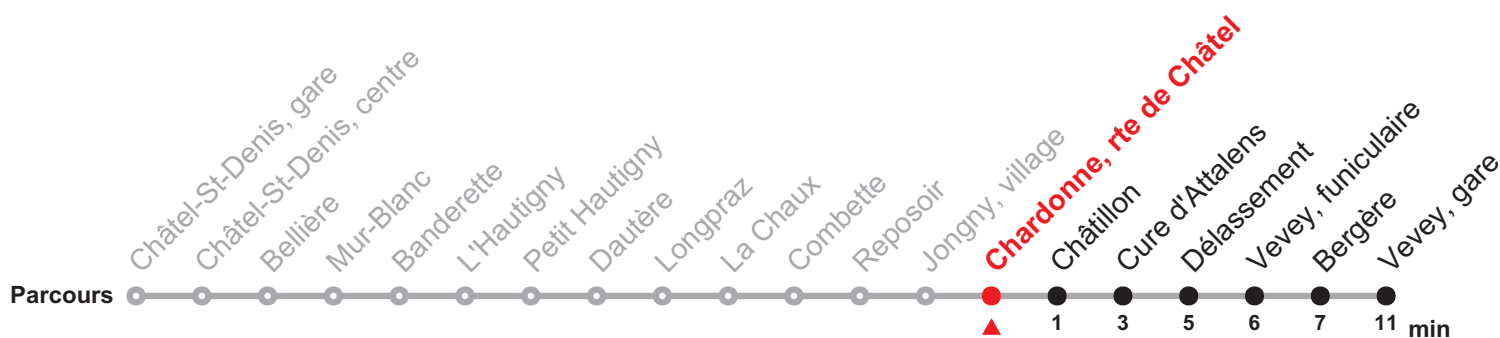 Châtel-St-Denis, gare
Châtel-St-Denis, centre
Bellière
Mur-Blanc
Banderette
L'Hautigny
Petit Hautigny
Dautère
Longpraz
La Chaux
Combette
Reposoir
Jongny, village
Chardonne, rte de Châtel
Châtillon
Cure d'Attalens
Délassement
Vevey, funiculaire
Bergère
Vevey, gare
Parcours
1 3 5 6 7 11 min